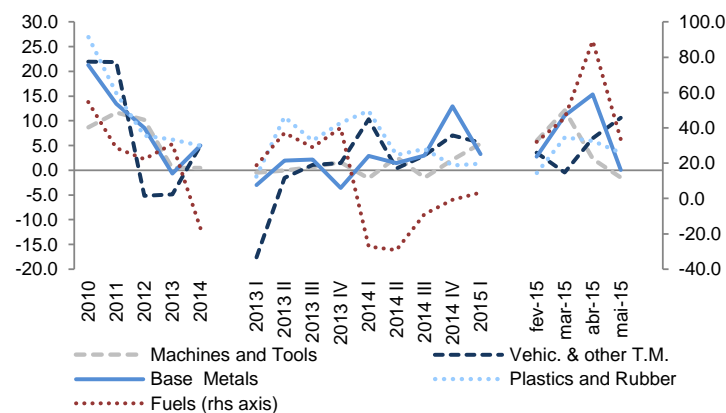 30.0
25.0
20.0
15.0
10.0
5.0
0.0
-5.0
-10.0
-15.0
-20.0
100.0
80.0
60.0
40.0
20.0
0.0
-20.0
-40.0
2010
2011
2012
2013
2014
2013 I
2013 II
2013 III
2013 IV
2014 I
2014 II
2014 III
2014 IV
2015 I
fev-15
mar-15
abr-15
mai-15
Machines and Tools
Vehic. & other T.M.
Base Metals
Plastics and Rubber
Fuels (rhs axis)